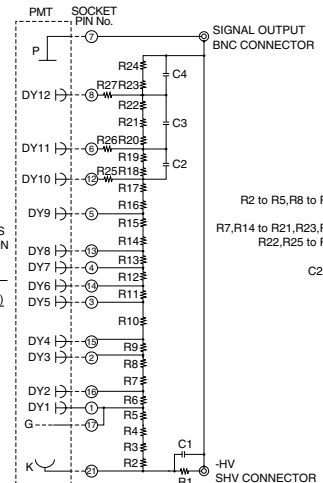 PMT
SOCKET
PIN No.
SIGNAL OUTPUT
BNC CONNECTOR
P
7
R24
C4
R27 R23
DY12
8
R22
R21
C3
R26 R20
DY11
6
R19
C2
R25 R18
DY10
12
R17
R16
DY9
5
R15
R14
DY8
13
R13
DY7
4
R12
DY6
14
R11
DY5
3
R10
DY4
15
R9
DY3
2
R8
R7
DY2
16
R6
DY1
1
R5
G
17
R4
R3
R2
K
21
C1
R1
-HV
SHV CONNECTOR
R2 to R5,R8 to
R7,R14 to R21,R23,
R22,R25 to
C2
S
N
)